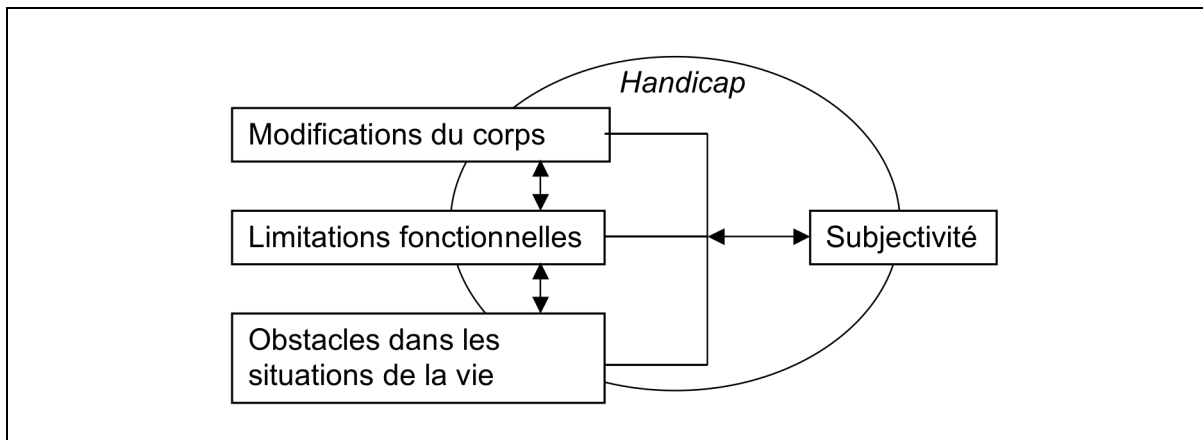 Handicap
Modifications du corps
Limitations fonctionnelles
Subjectivité
Obstacles dans les
situations de la vie